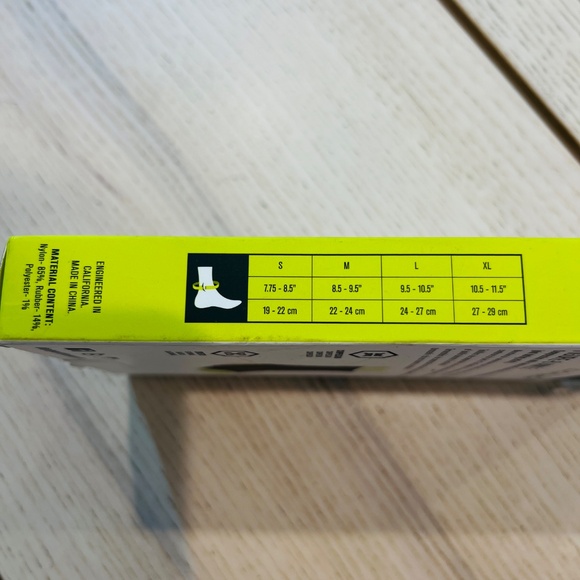 S M L XL
7.75 - 8.5" 8.5 - 9.5" 9.5 - 10.5" 10.5 - 11.5"
19 - 22 cm 22 - 24 cm 24 - 27 cm 27 - 29 cm
ENGINEERED IN
CALIFORNIA.
MADE IN CHINA.
MATERIAL CONTENT:
Nylon- 85%, Rubber- 14%,
Polyester- 1%